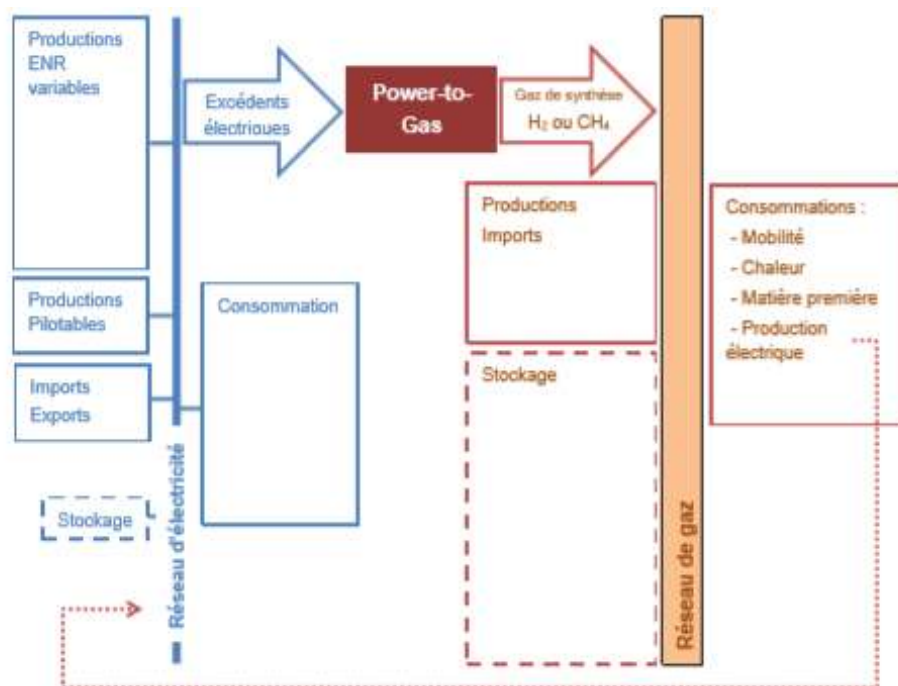 Productions
ENR
variables
Excédents
électriques
Power-to-
Gas
Gaz de synthèse
H₂ ou CH₄
Productions
Imports
Consommations :
- Mobilité
- Chaleur
- Matière première
- Production
électrique
Productions
Pilotables
Consommation
Imports
Exports
Stockage
Stockage
Réseau d'électricité
Réseau de gaz